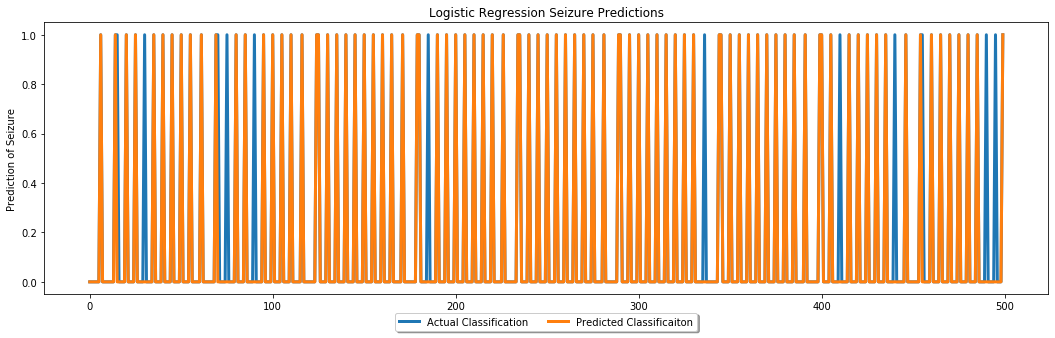 Logistic Regression Seizure Predictions
Prediction of Seizure
1.0
0.8
0.6
0.4
0.2
0.0
0 100 200 300 400 500
Actual Classification Predicted Classificaiton